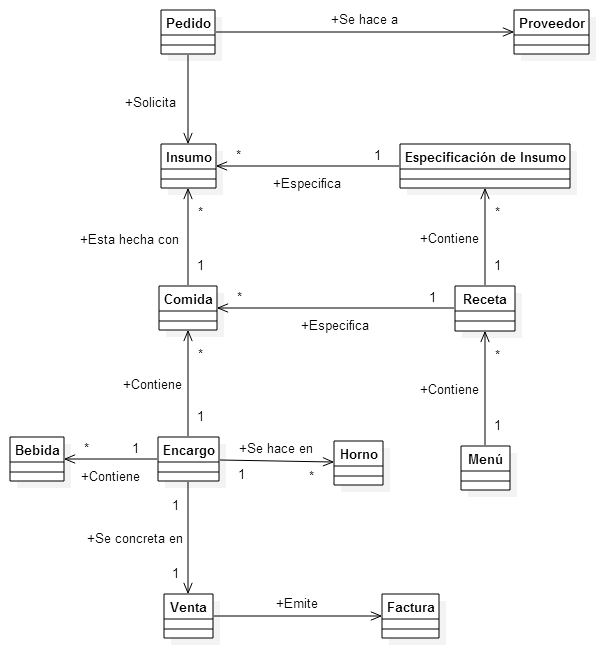 Pedido
+Se hace a
Proveedor
+Solicita
Insumo
*
1
Especificación de Insumo
+Especifica
*
*
+Esta hecha con
+Contiene
1
1
Comida
*
1
Receta
+Especifica
*
*
+Contiene
+Contiene
1
1
Bebida
*
1
Encargo
+Se hace en
Horno
Menú
+Contiene
1
*
1
+Se concreta en
1
Venta
+Emite
Factura